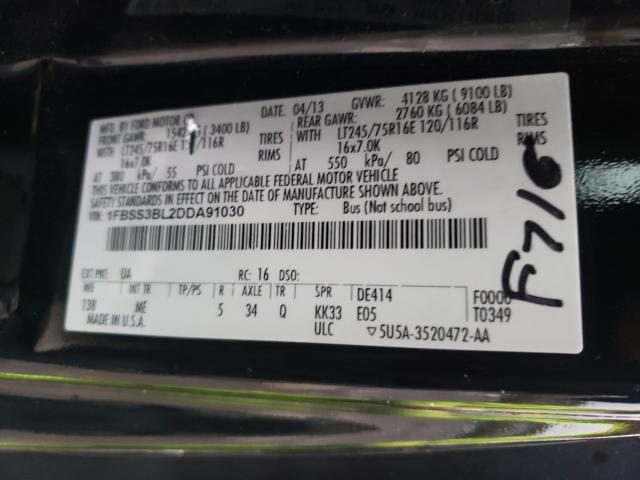 MFD. BY FORD MOTOR CO.
DATE: 04/13 GVWR: 4128 KG ( 9100 LB)
FRONT GAWR: (3400 LB) REAR GAWR: 2760 KG ( 6084 LB)
WITH LT245/75R16E /116R TIRES WITH LT245/75R16E 120/116R TIRES
16x7.0K RIMS 16x7.0K RIMS
AT 380 kPa/ 55 PSI COLD AT 550 kPa/ 80 PSI COLD
THIS VEHICLE CONFORMS TO ALL APPLICABLE FEDERAL MOTOR VEHICLE
SAFETY STANDARDS IN EFFECT ON THE DATE OF MANUFACTURE SHOWN ABOVE.
VIN: 1FBSS3BL2DDA91030 TYPE: Bus (Not school bus)
F716
EXT PNT: UA RC: 16 DSO:
WB INT TR TP/PS R AXLE TR SPR DE414 F0006
138 ME 5 34 Q KK33 E05 T0349
MADE IN U.S.A. ULC ▽5U5A-3520472-AA